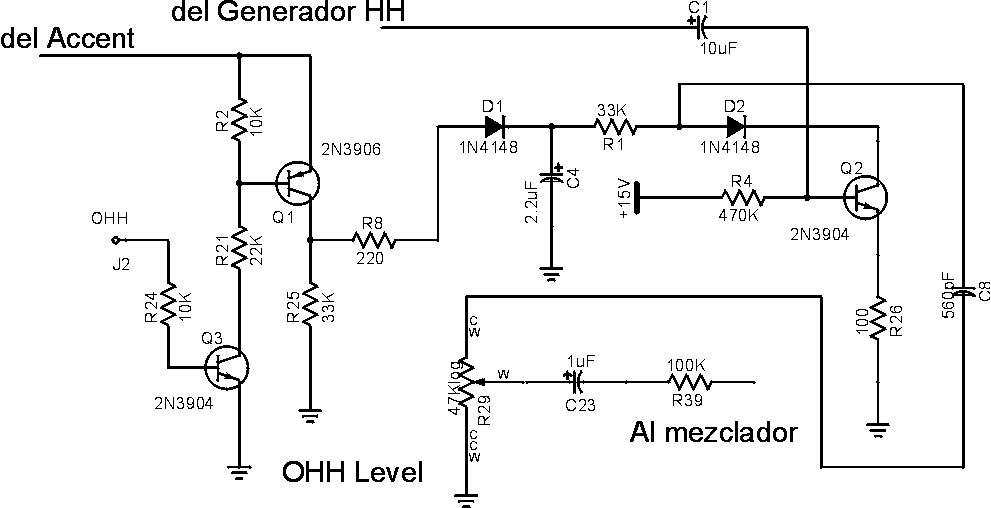 del Generador HH
C1
+
10uF
del Accent
R2
10K
D1
1N4148
33K
R1
D2
1N4148
2N3906
Q1
+
C4
2.2uF
+15V
R4
470K
Q2
2N3904
OHH
J2
R21
22K
R8
220
R24
10K
R25
33K
Q3
2N3904
560pF
C8
100
R26
cw
47Klog
R29
w
+
1uF
C23
100K
R39
ccw
Al mezclador
OHH Level